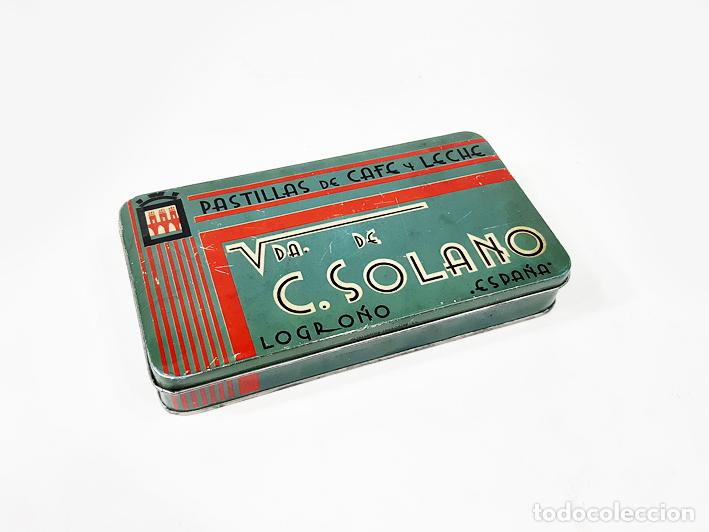 PASTILLAS DE CAFE Y LECHE
VDA. DE
C. SOLANO
LOGROÑO .ESPAÑA.
todocoleccion